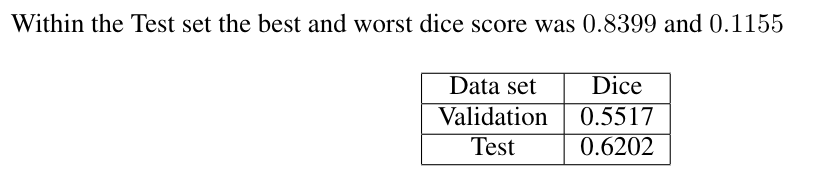 Within the Test set the best and worst dice score was 0.8399 and 0.1155
Data set Dice
Validation 0.5517
Test 0.6202